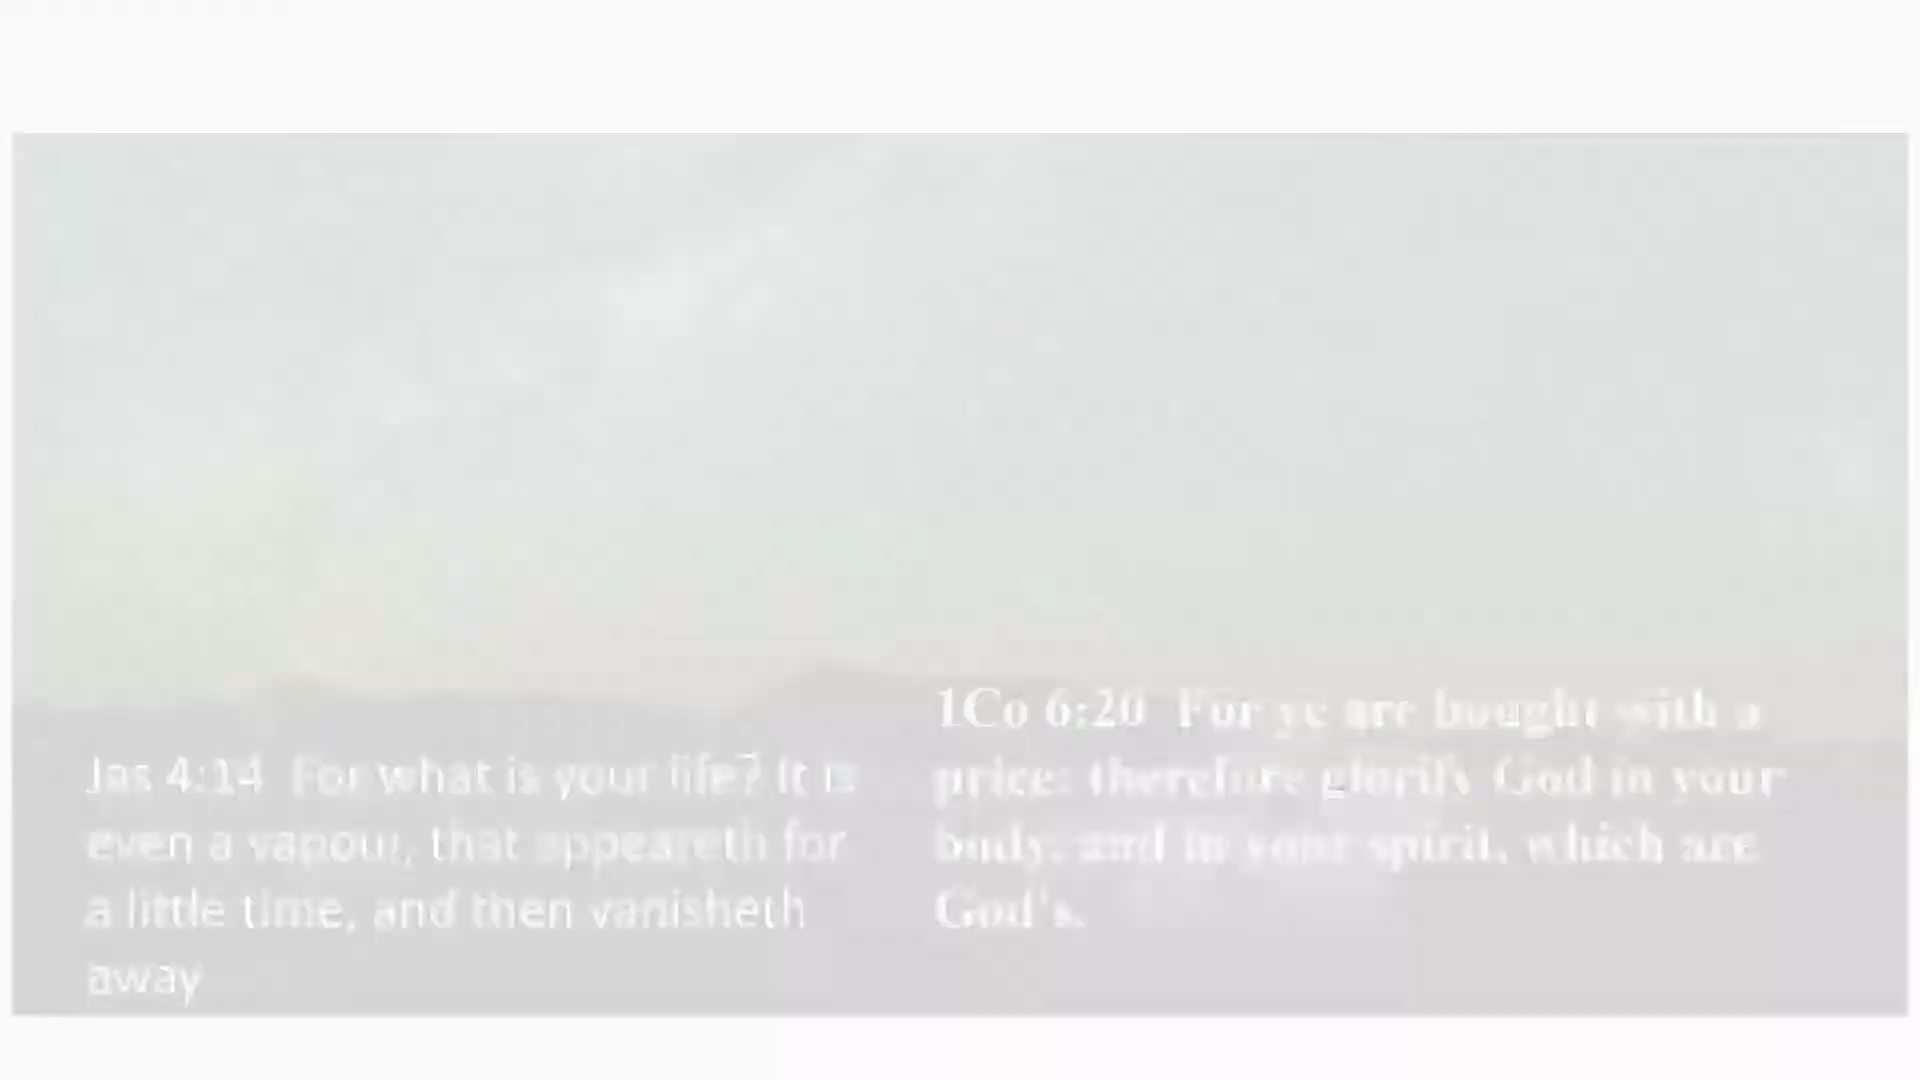 Jas 4:14 For what is your life? It is
even a vapour, that appeareth for
a little time, and then vanisheth
away
1Co 6:20 For ye are bought with a
price: therefore glorify God in your
body, and in your spirit, which are
God's.